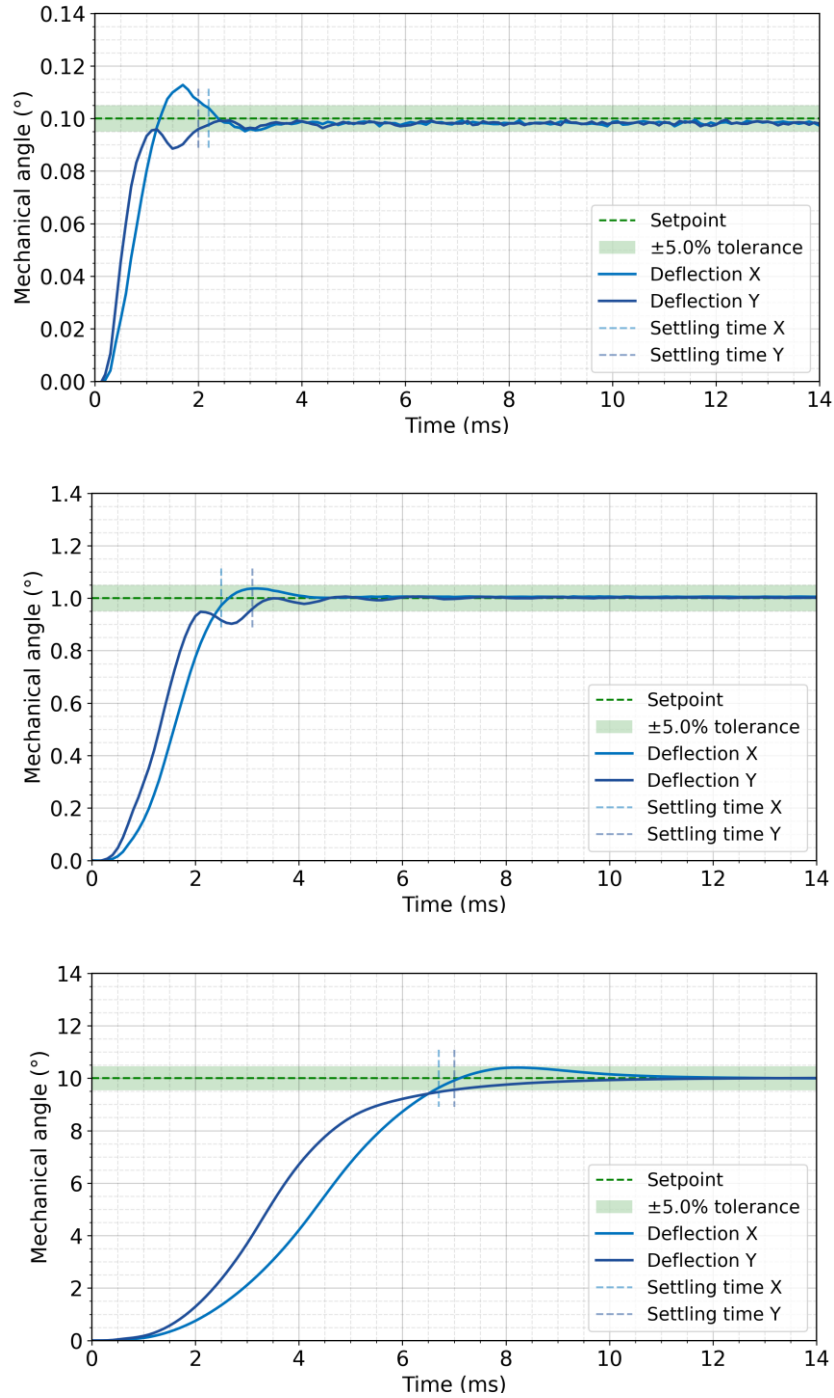 0.14
0.12
0.10
0.08
0.06
0.04
0.02
0.00
Mechanical angle (°)
Setpoint
±5.0% tolerance
Deflection X
Deflection Y
Settling time X
Settling time Y
0 2 4 6 8 10 12 14
Time (ms)
1.4
1.2
1.0
0.8
0.6
0.4
0.2
0.0
Mechanical angle (°)
Setpoint
±5.0% tolerance
Deflection X
Deflection Y
Settling time X
Settling time Y
0 2 4 6 8 10 12 14
Time (ms)
14
12
10
8
6
4
2
0
Mechanical angle (°)
Setpoint
±5.0% tolerance
Deflection X
Deflection Y
Settling time X
Settling time Y
0 2 4 6 8 10 12 14
Time (ms)